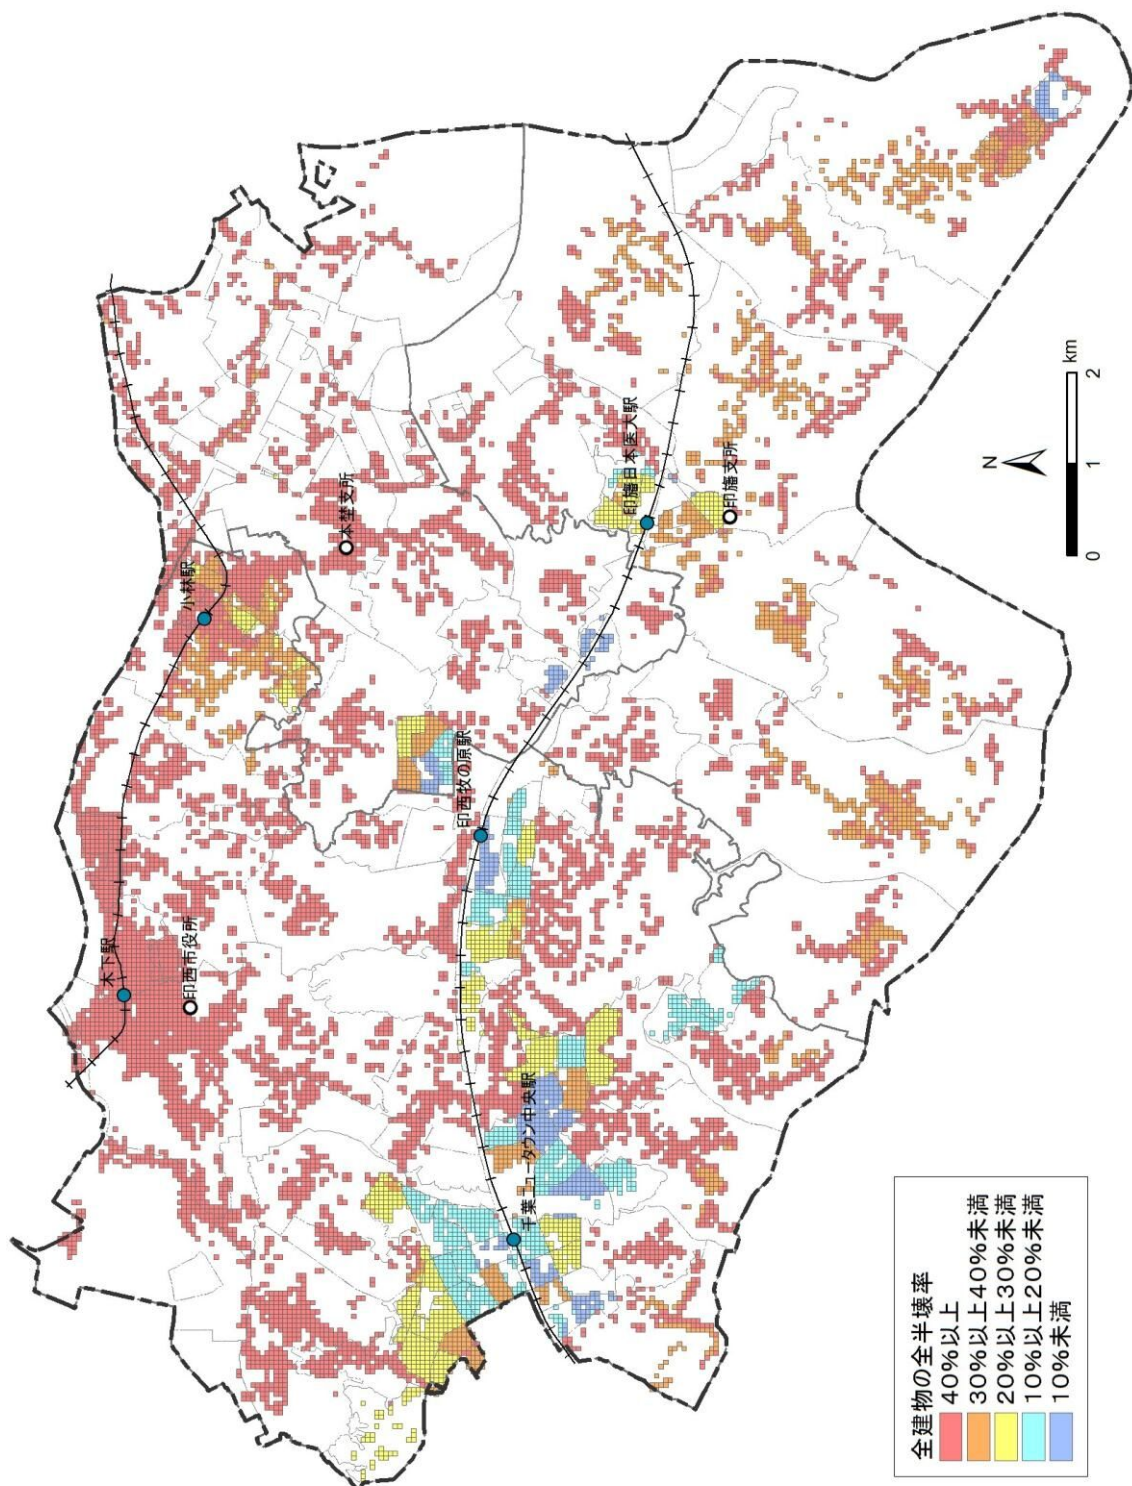 木下駅
印西市役所
小林駅
本埜支所
印西牧の原駅
千葉ニュータウン中央駅
印旛日本医大駅
印旛支所
N
0 1 2 km
全建物の全半壊率
40%以上
30%以上40%未満
20%以上30%未満
10%以上20%未満
10%未満